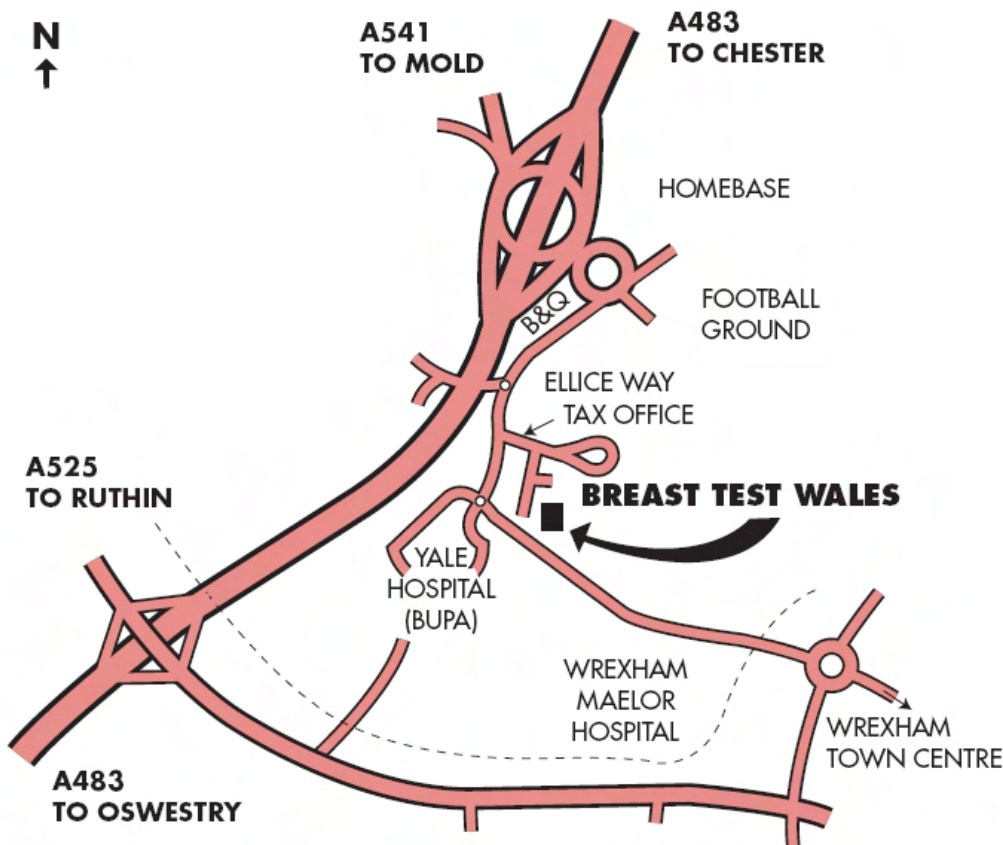 N
A541
TO MOLD
A483
TO CHESTER
HOMEBASE
B&Q
FOOTBALL
GROUND
ELLICE WAY
TAX OFFICE
A525
TO RUTHIN
BREAST TEST WALES
YALE
HOSPITAL
(BUPA)
WREXHAM
MAELOR
HOSPITAL
WREXHAM
TOWN CENTRE
A483
TO OSWESTRY